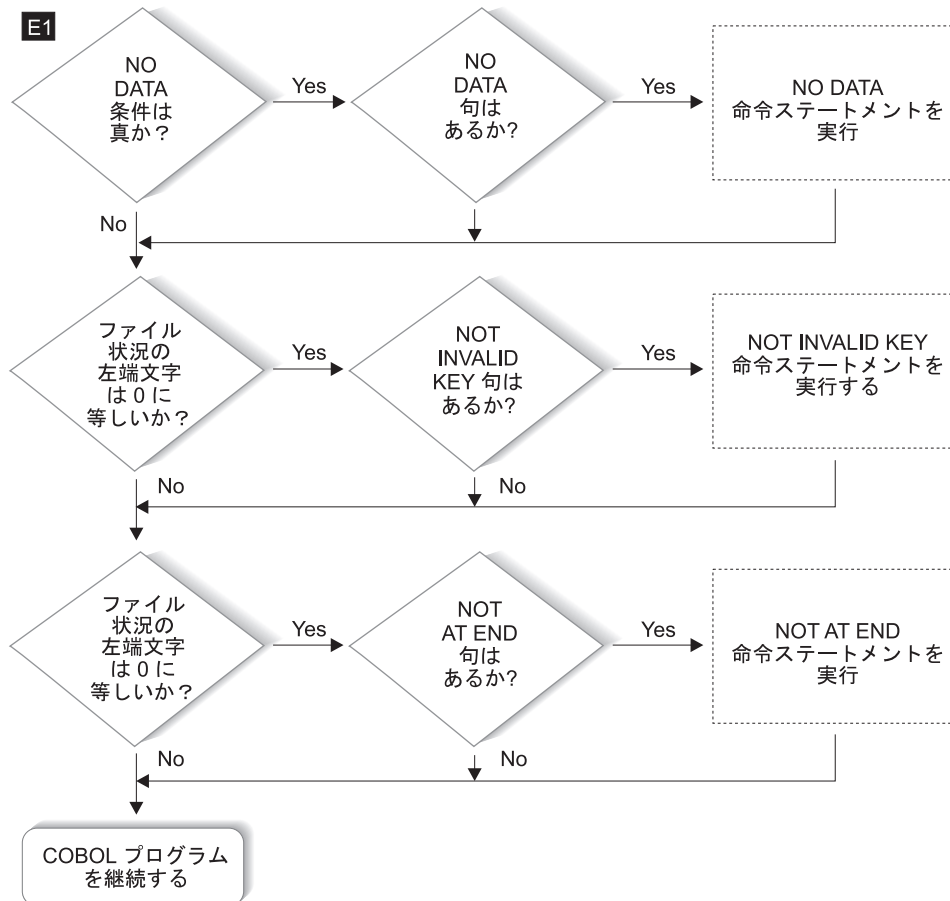 E1
NO
DATA
条件は
真か？
Yes
NO
DATA
句は
あるか?
Yes
NO DATA
命令ステートメントを
実行
No
ファイル
状況の
左端文字
は 0 に
等しいか？
Yes
NOT
INVALID
KEY 句は
あるか?
Yes
NOT INVALID KEY
命令ステートメントを
実行する
No
No
ファイル
状況の
左端文字
は 0 に
等しいか？
Yes
NOT
AT END
句は
あるか?
Yes
NOT AT END
命令ステートメントを
実行
No
No
COBOL プログラム
を継続する